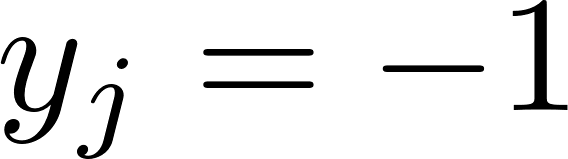 y_j = −1